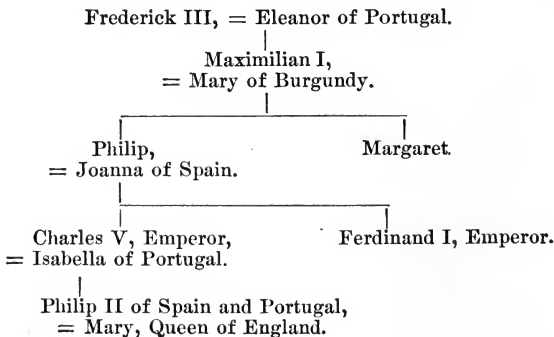 Frederick III, = Eleanor of Portugal.
Maximilian I,
= Mary of Burgundy.
Philip,
= Joanna of Spain.
Margaret.
Charles V, Emperor,
= Isabella of Portugal.
Ferdinand I, Emperor.
Philip II of Spain and Portugal,
= Mary, Queen of England.